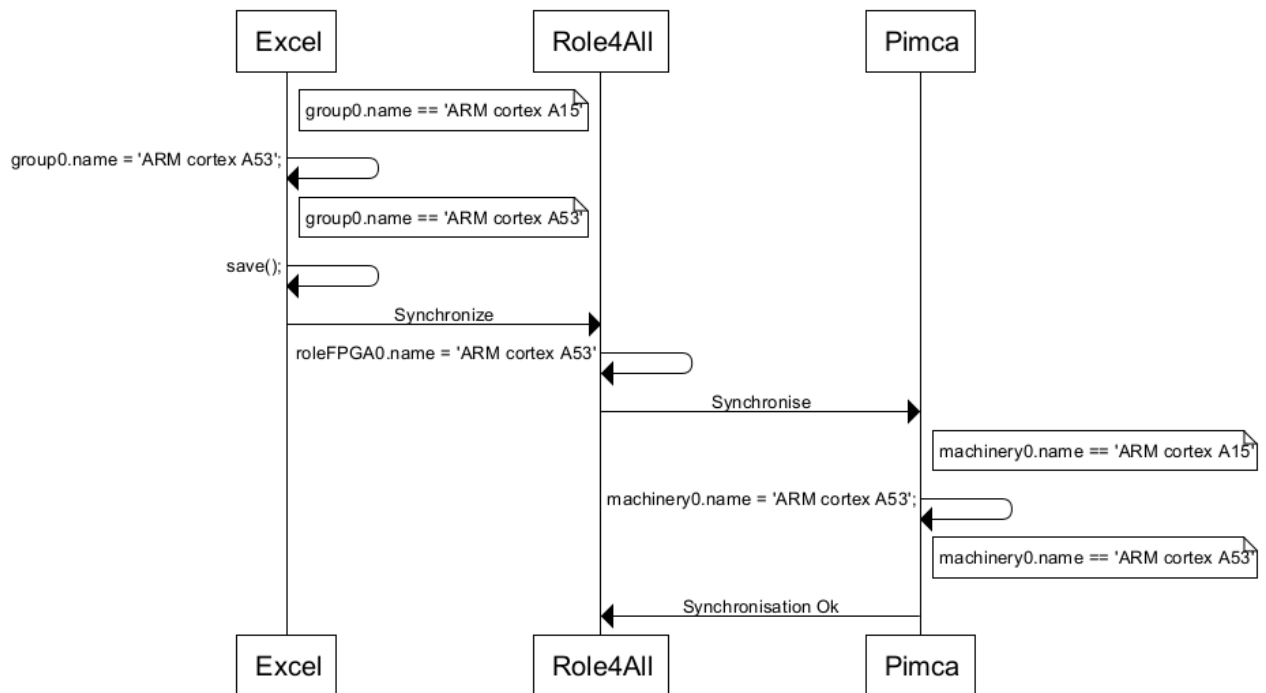 Excel
Role4All
Pimca
group0.name == 'ARM cortex A15'
group0.name = 'ARM cortex A53';
group0.name == 'ARM cortex A53'
save();
Synchronize
roleFPGA0.name = 'ARM cortex A53'
Synchronise
machinery0.name == 'ARM cortex A15'
machinery0.name = 'ARM cortex A53';
machinery0.name == 'ARM cortex A53'
Synchronisation Ok
Excel
Role4All
Pimca